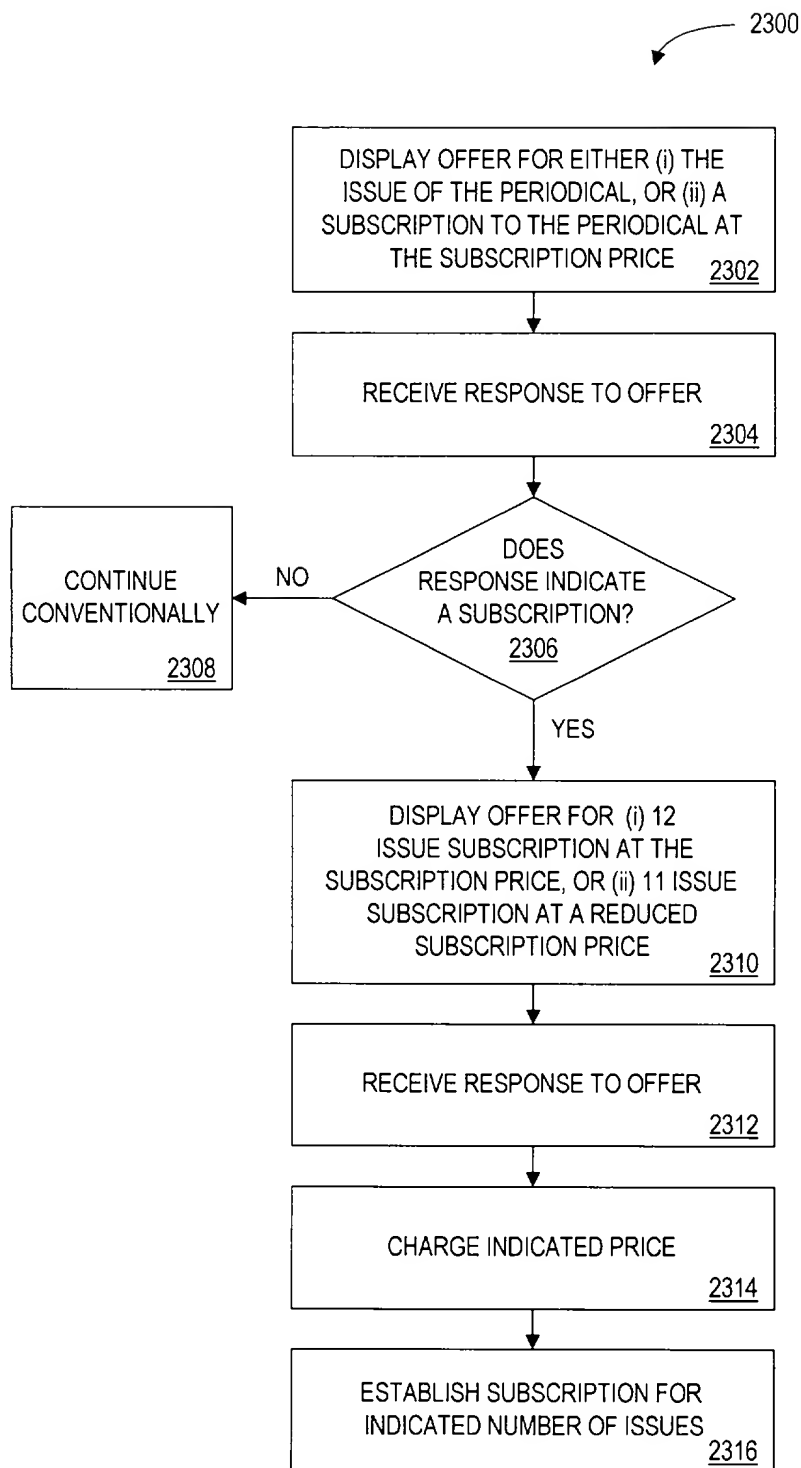 2300
DISPLAY OFFER FOR EITHER (i) THE
ISSUE OF THE PERIODICAL, OR (ii) A
SUBSCRIPTION TO THE PERIODICAL AT
THE SUBSCRIPTION PRICE
2302
RECEIVE RESPONSE TO OFFER
2304
DOES
RESPONSE INDICATE
A SUBSCRIPTION?
2306
NO
CONTINUE
CONVENTIONALLY
2308
YES
DISPLAY OFFER FOR (i) 12
ISSUE SUBSCRIPTION AT THE
SUBSCRIPTION PRICE, OR (ii) 11 ISSUE
SUBSCRIPTION AT A REDUCED
SUBSCRIPTION PRICE
2310
RECEIVE RESPONSE TO OFFER
2312
CHARGE INDICATED PRICE
2314
ESTABLISH SUBSCRIPTION FOR
INDICATED NUMBER OF ISSUES
2316